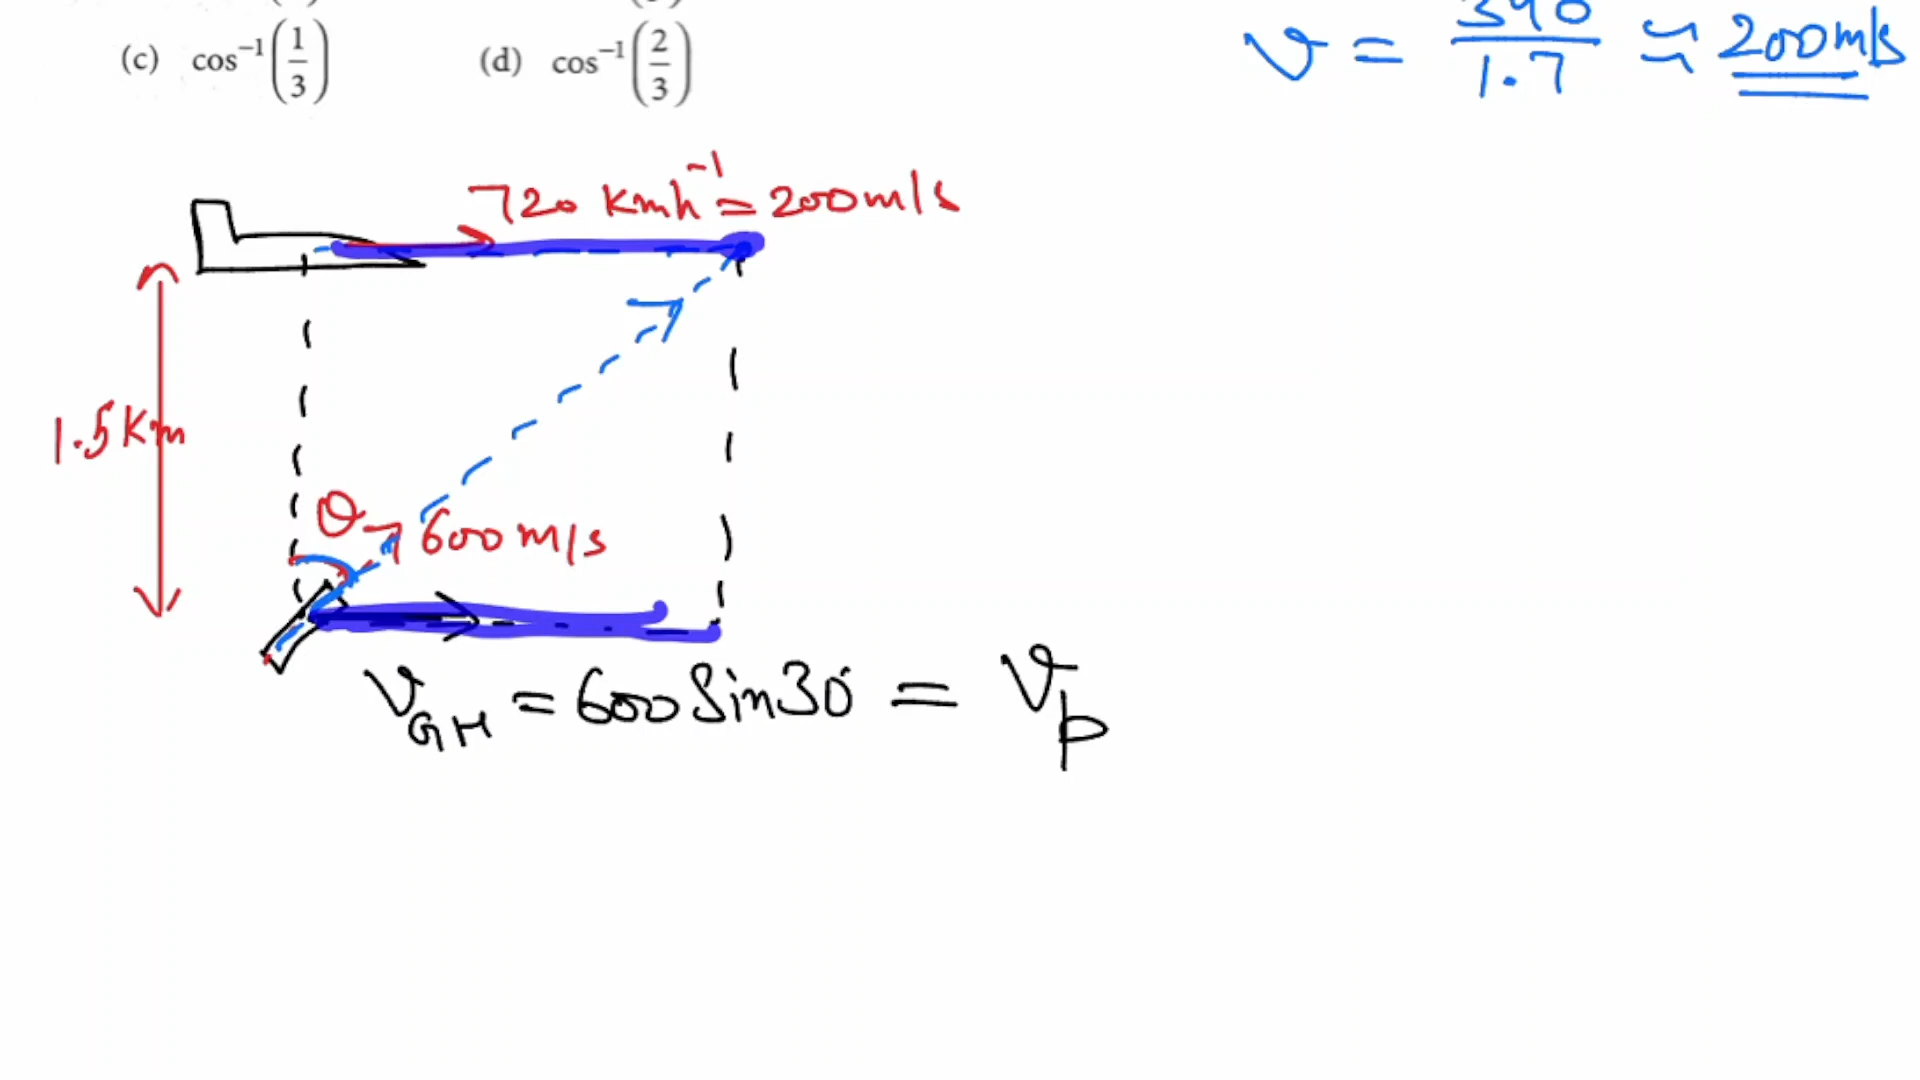 v = 340/1.7 ≈ 200m/s
(c) cos⁻¹(1/3) (d) cos⁻¹(2/3)
720 Kmh⁻¹ = 200m/s
1.5Km
θ 600m/s
v_GH = 600 Sin30° = v_p